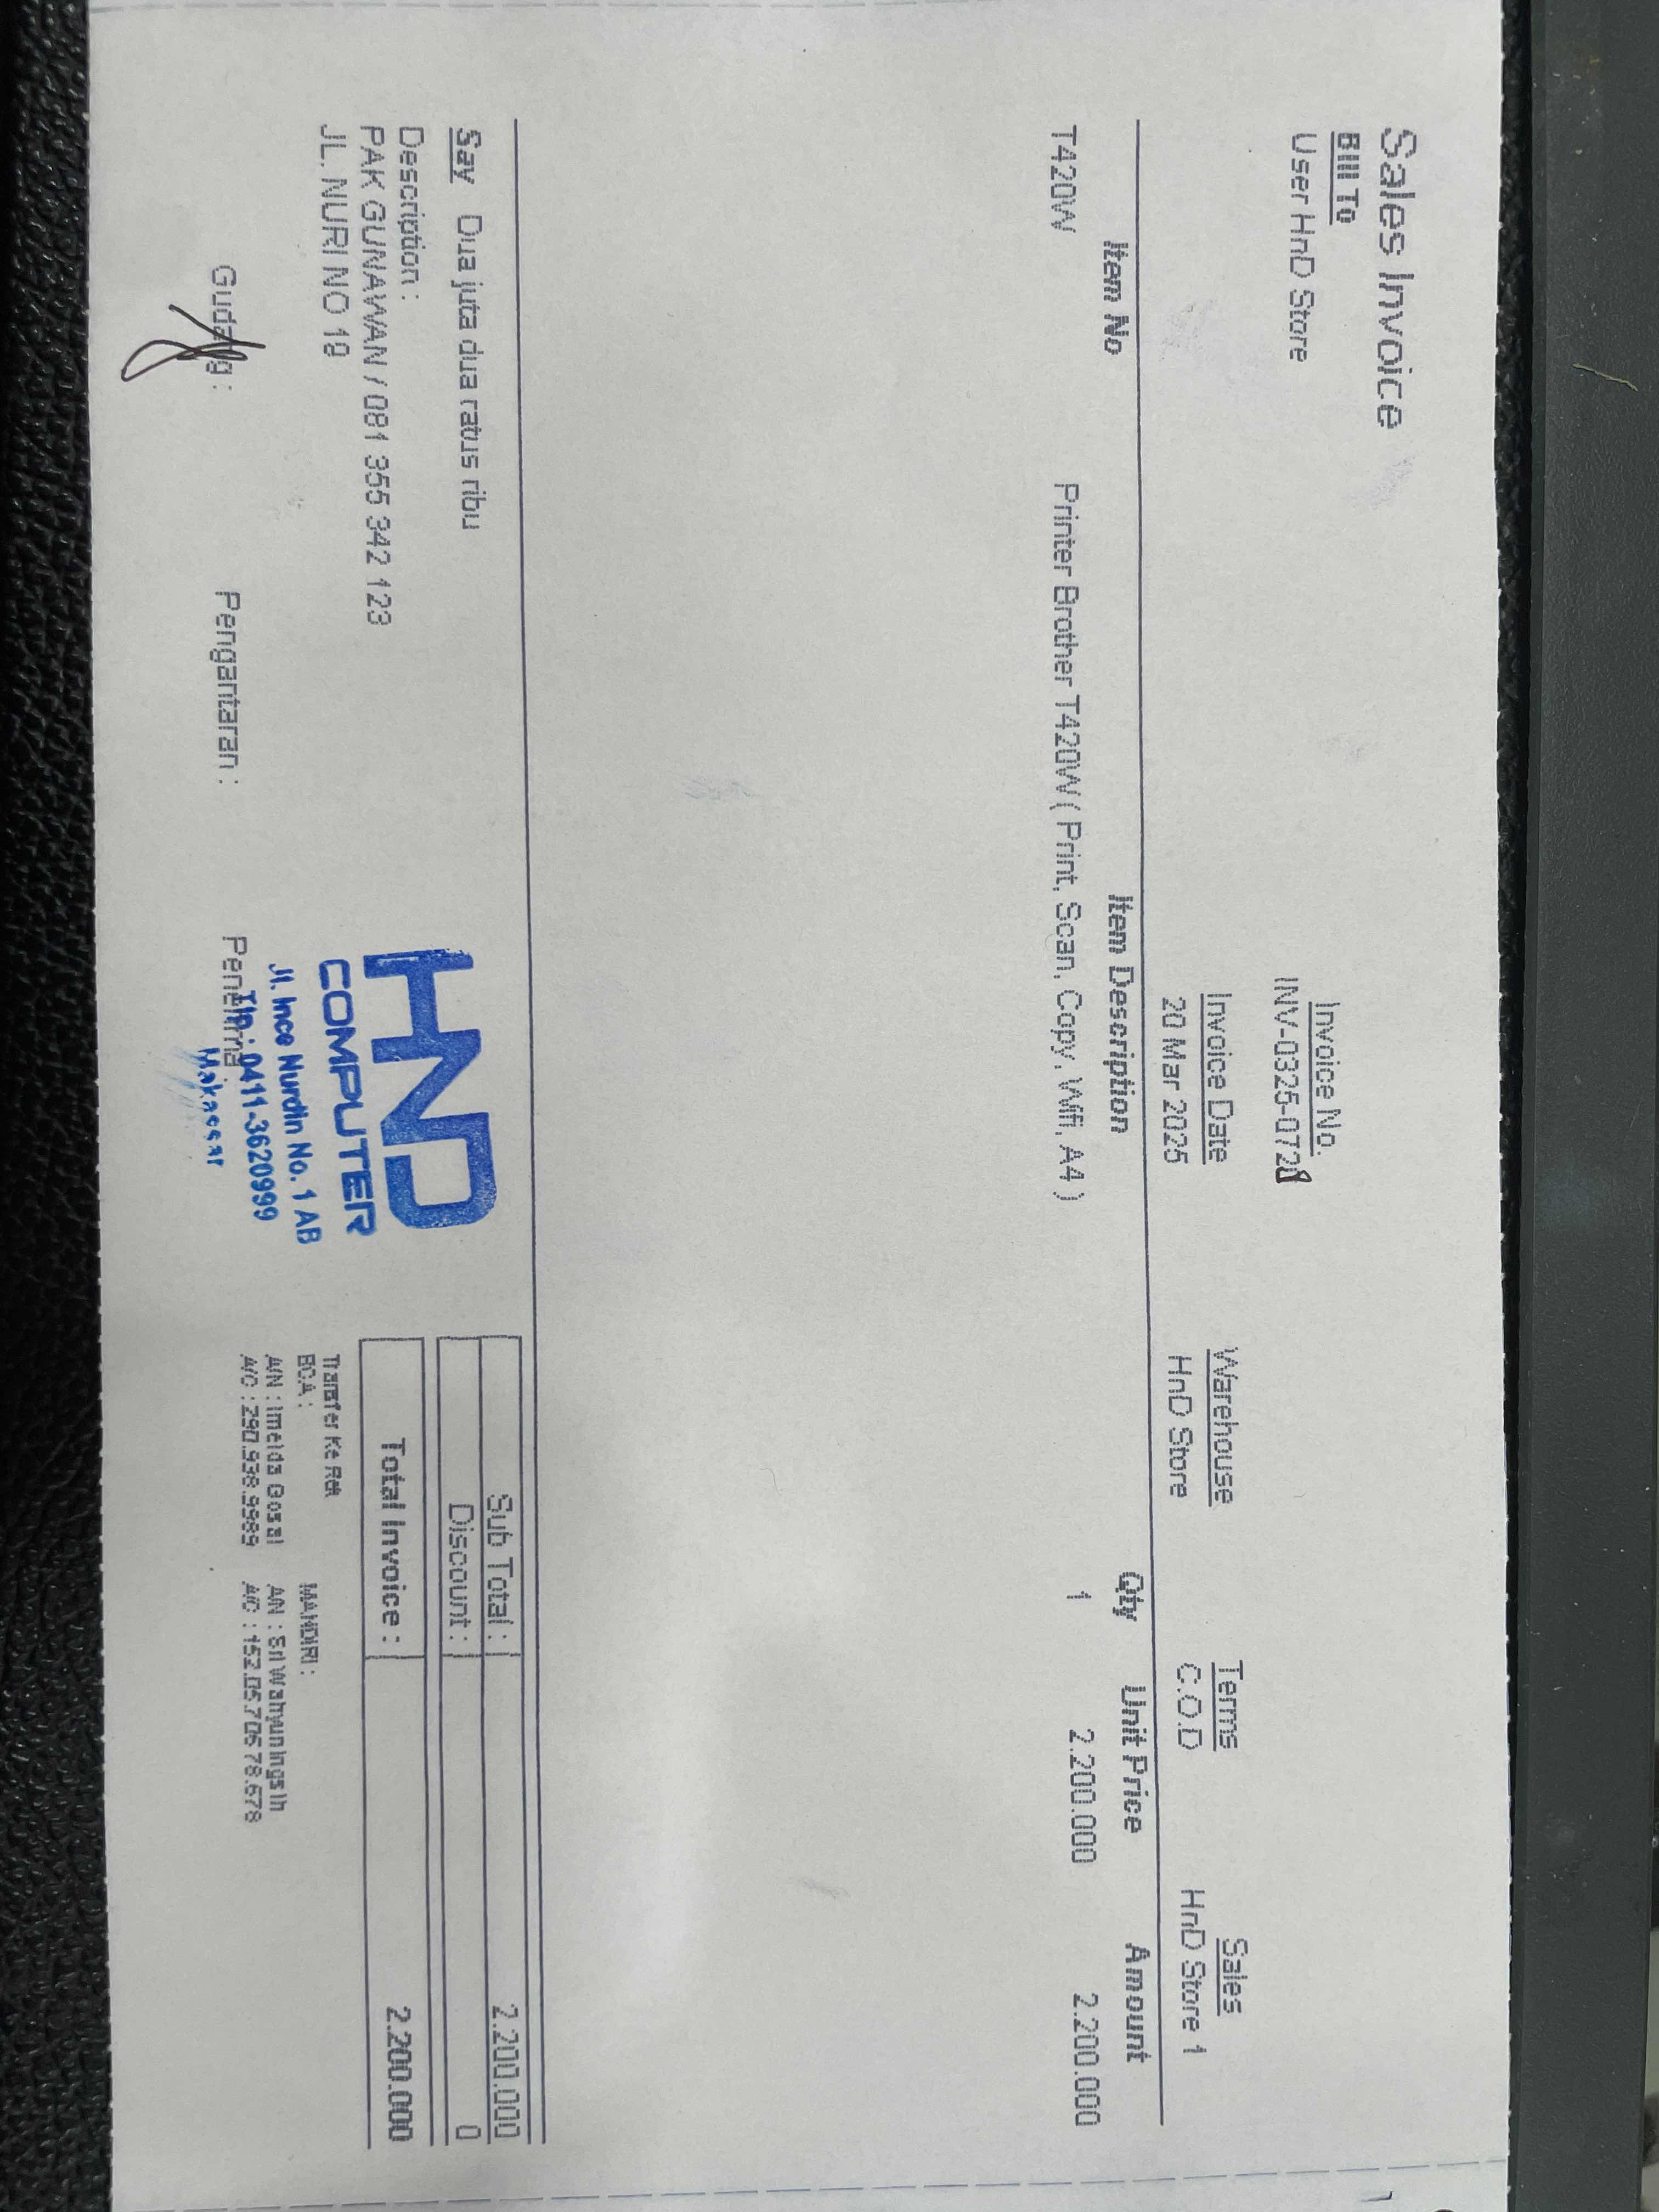 Sales Invoice
Bill To
User HnD Store
Invoice No.
INV-0325-072
Invoice Date Warehouse Terms Sales
20 Mar 2025 HnD Store C.O.D HnD Store 1
Item No Item Description Qty Unit Price Amount
T420W Printer Brother T420W ( Print, Scan, Copy, Wifi, A4 ) 1 2.200.000 2.200.000
Say Dua juta dua ratus ribu
Sub Total : 2.200.000
Discount : 0
Total Invoice : 2.200.000
Description :
PAK GUNAWAN / 081 355 342 123
JL. NURI NO 18
HND
COMPUTER
Jl. Ince Nurdin No. 1 AB
Tlp : 0411-3620999
Makassar
Gudang : Pengantaran : Penerima :
Transfer Ke Rek
BCA : MANDIRI :
A/N : Imelda Gosal A/N : Sri Wahyuningsih
A/C : 290.938.9989 A/C : 152.05.706.78.678